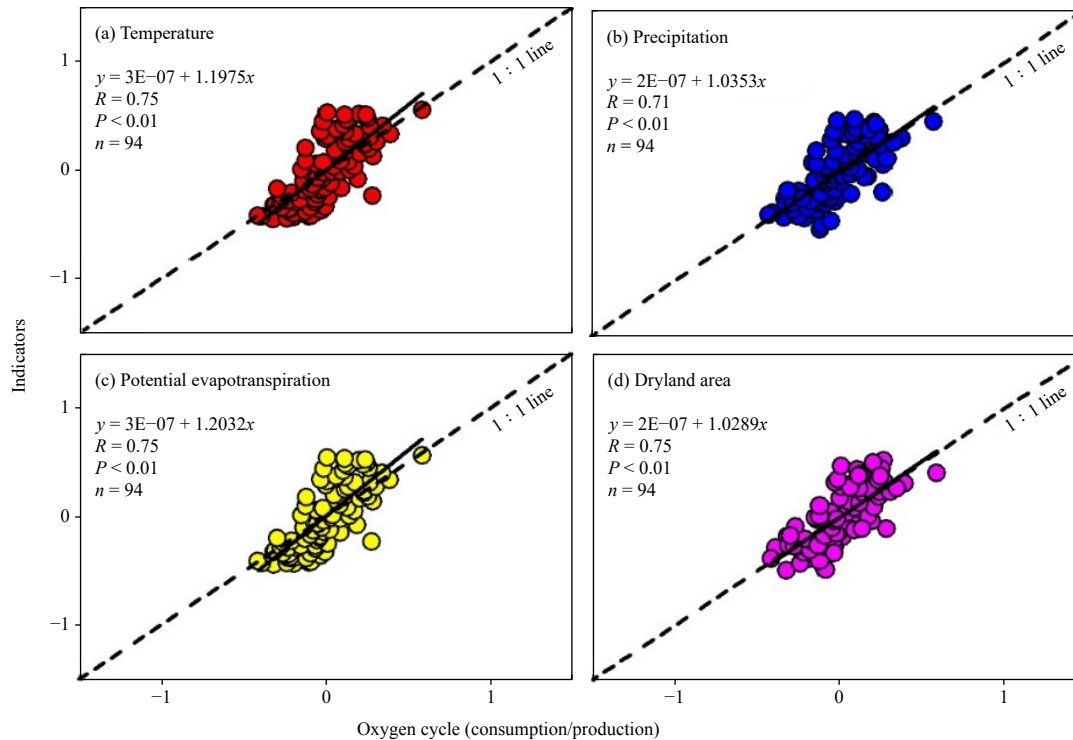 (a) Temperature
y = 3E−07 + 1.1975x
R = 0.75
P < 0.01
n = 94
1 : 1 line
(b) Precipitation
y = 2E−07 + 1.0353x
R = 0.71
P < 0.01
n = 94
1 : 1 line
1
0
−1
(c) Potential evapotranspiration
y = 3E−07 + 1.2032x
R = 0.75
P < 0.01
n = 94
1 : 1 line
(d) Dryland area
y = 2E−07 + 1.0289x
R = 0.75
P < 0.01
n = 94
1 : 1 line
1
0
−1
−1 0 1
−1 0 1
Indicators
Oxygen cycle (consumption/production)